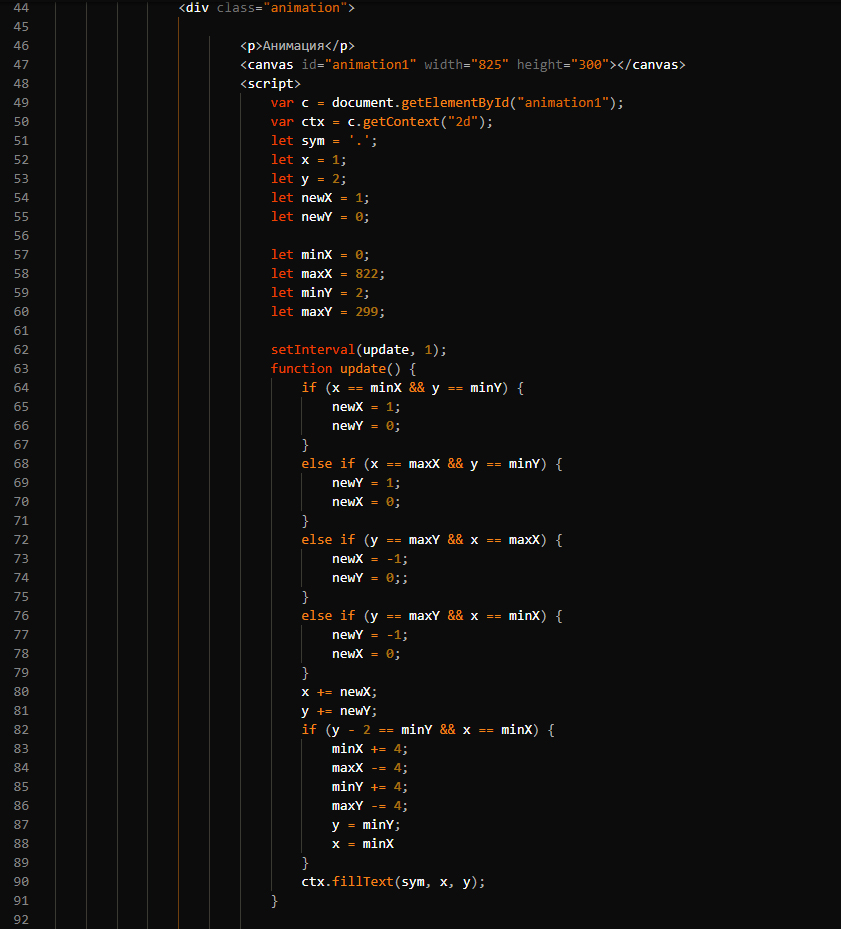 44 <div class="animation">
45
46 <p>Анимация</p>
47 <canvas id="animation1" width="825" height="300"></canvas>
48 <script>
49 var c = document.getElementById("animation1");
50 var ctx = c.getContext("2d");
51 let sym = '.';
52 let x = 1;
53 let y = 2;
54 let newX = 1;
55 let newY = 0;
56
57 let minX = 0;
58 let maxX = 822;
59 let minY = 2;
60 let maxY = 299;
61
62 setInterval(update, 1);
63 function update() {
64 if (x == minX && y == minY) {
65 newX = 1;
66 newY = 0;
67 }
68 else if (x == maxX && y == minY) {
69 newY = 1;
70 newX = 0;
71 }
72 else if (y == maxY && x == maxX) {
73 newX = -1;
74 newY = 0;;
75 }
76 else if (y == maxY && x == minX) {
77 newY = -1;
78 newX = 0;
79 }
80 x += newX;
81 y += newY;
82 if (y - 2 == minY && x == minX) {
83 minX += 4;
84 maxX -= 4;
85 minY += 4;
86 maxY -= 4;
87 y = minY;
88 x = minX
89 }
90 ctx.fillText(sym, x, y);
91 }
92